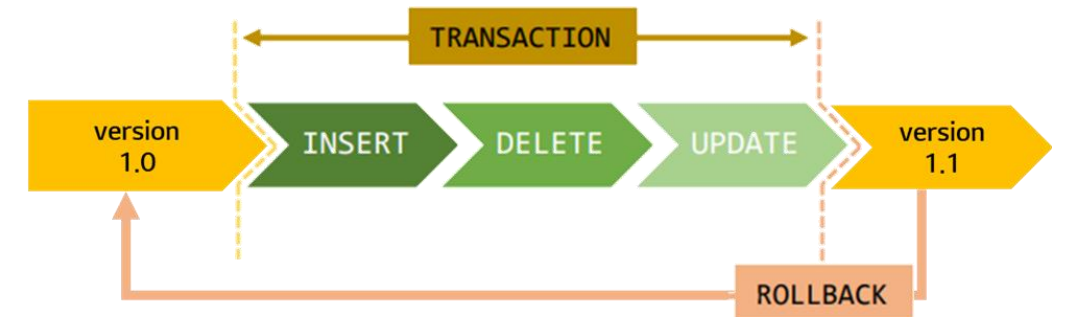 TRANSACTION
version
1.0
INSERT
DELETE
UPDATE
version
1.1
ROLLBACK